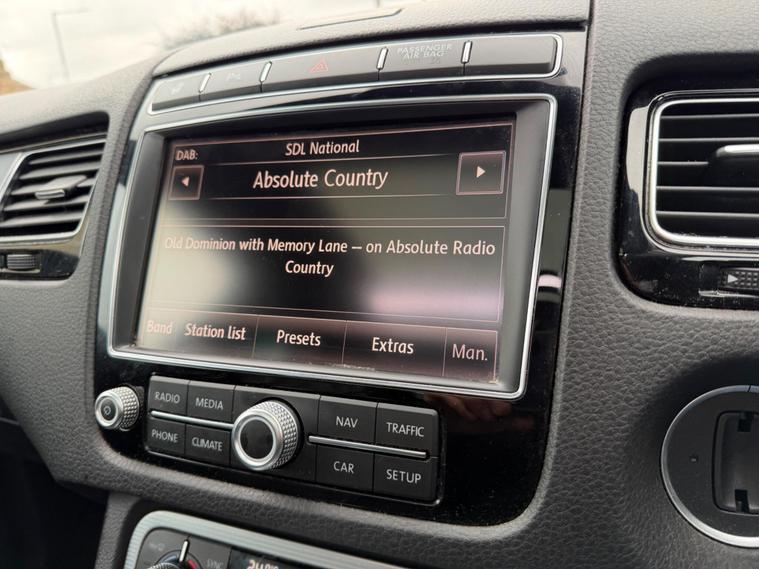 PASSENGER
AIR BAG
DAB:
SDL National
Absolute Country
Old Dominion with Memory Lane – on Absolute Radio
Country
Band Station list Presets Extras Man.
RADIO MEDIA NAV TRAFFIC
PHONE CLIMATE CAR SETUP
SYNC